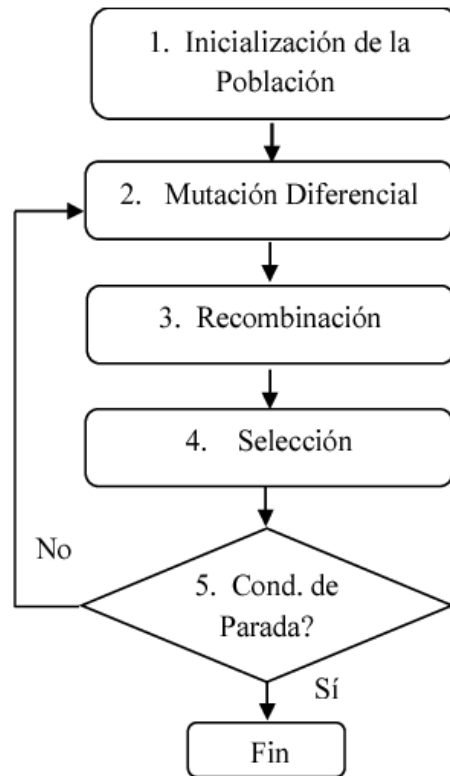 1. Inicialización de la
Población
2. Mutación Diferencial
3. Recombinación
4. Selección
No
5. Cond. de
Parada?
Sí
Fin